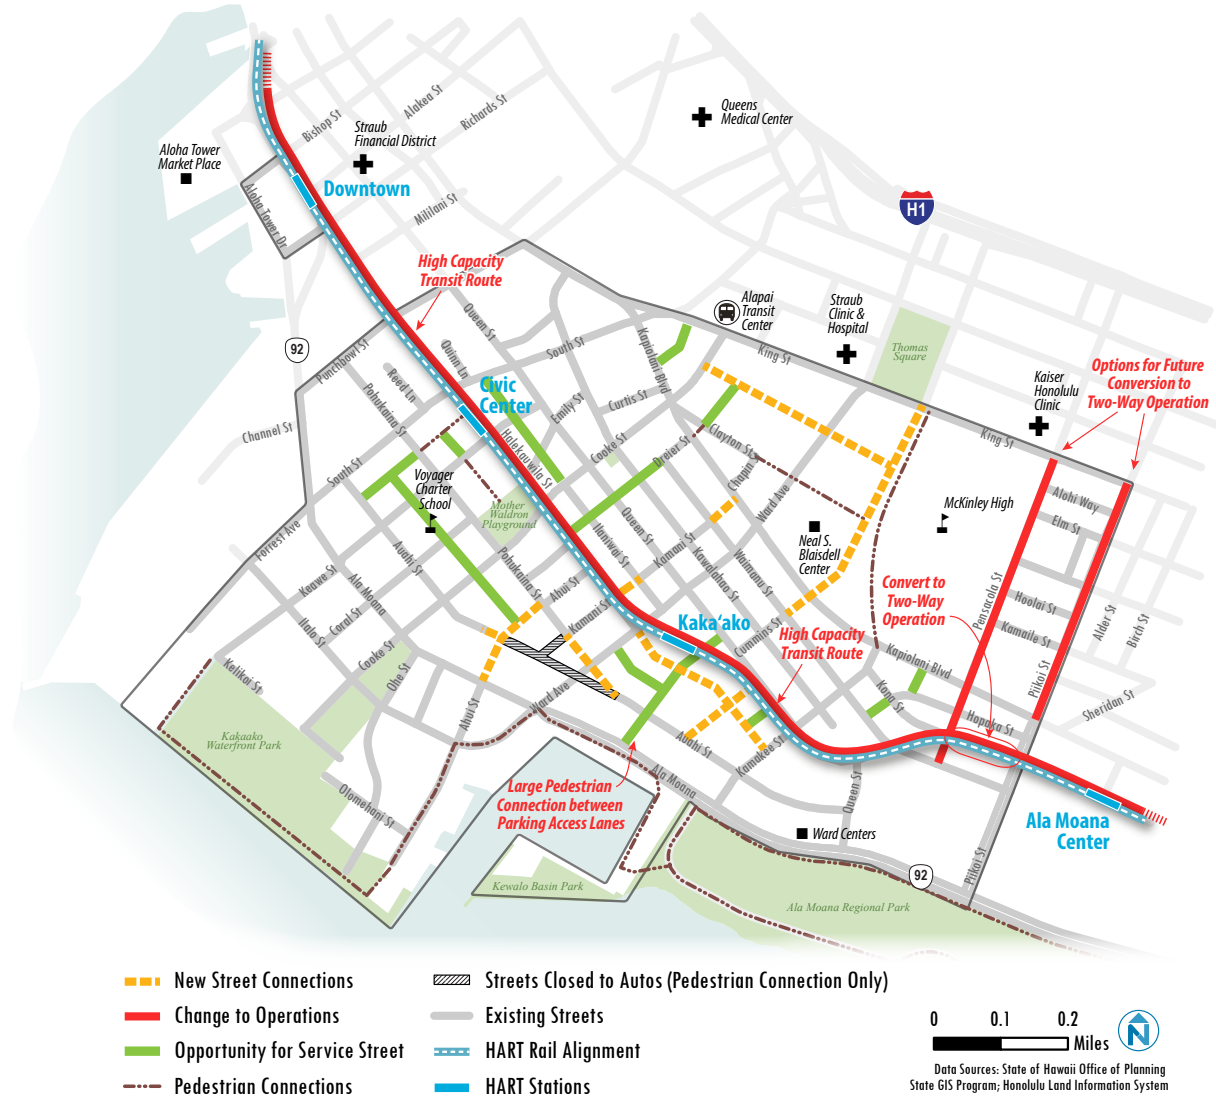 Bishop St
Alakea St
Richards St
Queens
Medical Center
Straub
Financial District
Aloha Tower
Market Place
Downtown
Aloha Tower Dr
Mililani St
H1
High Capacity
Transit Route
Alapai
Transit
Center
Straub
Clinic &
Hospital
Thomas
Square
Options for Future
Conversion to
Two-Way Operation
Kaiser
Honolulu
Clinic
92
Punchbowl St
Queen St
Quinn Ln
South St
Kapiolani Blvd
King St
Reed Ln
Pohukaina St
Civic
Center
Emily St
Curtis St
Channel St
King St
Halekauwila St
Cooke St
Dreier St
Clayton St
Chapin
Ward Ave
South St
Voyager
Charter
School
Mother
Waldron
Playground
McKinley High
Alohi Way
Elm St
Neal S.
Blaisdell
Center
Forrest Ave
Auahi St
Ilaniwai St
Queen St
Kamani St
Kawaiahao St
Waimanu St
Keawe St
Ala Moana
Pohukaina St
Ahui St
Kamani St
Convert to
Two-Way
Operation
Pensacola St
Hoolai St
Kamaile St
Alder St
Birch St
Ilalo St
Coral St
Kaka‘ako
Cummins St
High Capacity
Transit Route
Kapiolani Blvd
Cooke St
Ohe St
Kelikoi St
Ward Ave
Ahui St
Kona St
Piikoi St
Hopaka St
Sheridan St
Kakaako
Waterfront Park
Auahi St
Kamakee St
Ala Moana
Queen St
Olomehani St
Large Pedestrian
Connection between
Parking Access Lanes
Ala Moana
Center
Ward Centers
Piikoi St
92
Kewalo Basin Park
Ala Moana Regional Park
New Street Connections
Change to Operations
Opportunity for Service Street
Pedestrian Connections
Streets Closed to Autos (Pedestrian Connection Only)
Existing Streets
HART Rail Alignment
HART Stations
0 0.1 0.2
Miles
N
Data Sources: State of Hawaii Office of Planning
State GIS Program; Honolulu Land Information System